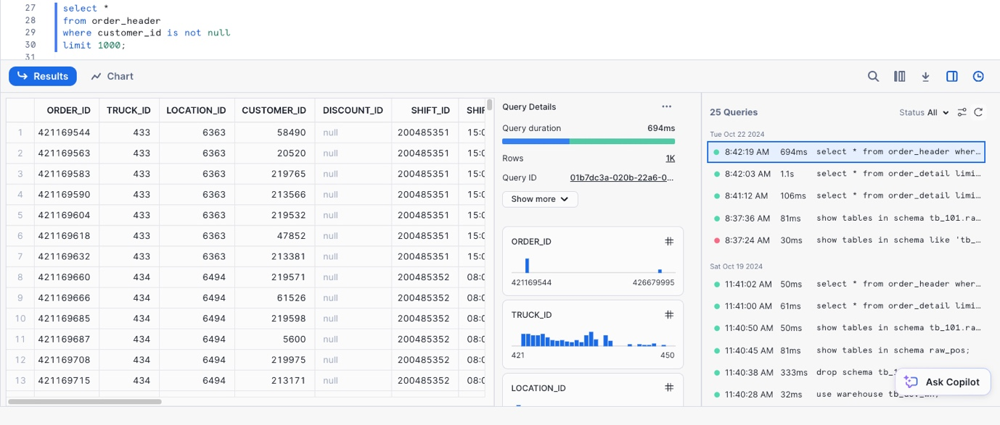 27 select *
28 from order_header
29 where customer_id is not null
30 limit 1000;
31
Results Chart
ORDER_ID TRUCK_ID LOCATION_ID CUSTOMER_ID DISCOUNT_ID SHIFT_ID
1 421169544 433 6363 58490 null 200485351 15:0
2 421169563 433 6363 20520 null 200485351 15:0
3 421169583 433 6363 219765 null 200485351 15:0
4 421169590 433 6363 213566 null 200485351 15:0
5 421169604 433 6363 219532 null 200485351 15:0
6 421169618 433 6363 47852 null 200485351 15:0
7 421169632 433 6363 213381 null 200485351 15:0
8 421169660 434 6494 219571 null 200485352 08:0
9 421169666 434 6494 61526 null 200485352 08:0
10 421169685 434 6494 219598 null 200485352 08:0
11 421169687 434 6494 5600 null 200485352 08:0
12 421169708 434 6494 219975 null 200485352 08:0
13 421169715 434 6494 213171 null 200485352 08:0
Query Details ...
Query duration 694ms
Rows 1K
Query ID 01b7dc3a-020b-22a6-0...
Show more
ORDER_ID #
421169544 426679995
TRUCK_ID #
421 450
LOCATION_ID #
25 Queries Status All
Tue Oct 22 2024
8:42:19 AM 694ms select * from order_header wher...
8:42:03 AM 1.1s select * from order_detail limi...
8:41:12 AM 106ms select * from order_detail limi...
8:37:36 AM 81ms show tables in schema tb_101.ra...
8:37:24 AM 30ms show tables in schema like 'tb_...
Sat Oct 19 2024
11:41:02 AM 50ms select * from order_header wher...
11:41:00 AM 61ms select * from order_detail limi...
11:40:50 AM 50ms show tables in schema tb_101.ra...
11:40:45 AM 81ms show tables in schema raw_pos;
11:40:38 AM 333ms drop schema
11:40:28 AM 32ms use warehouse
Ask Copilot